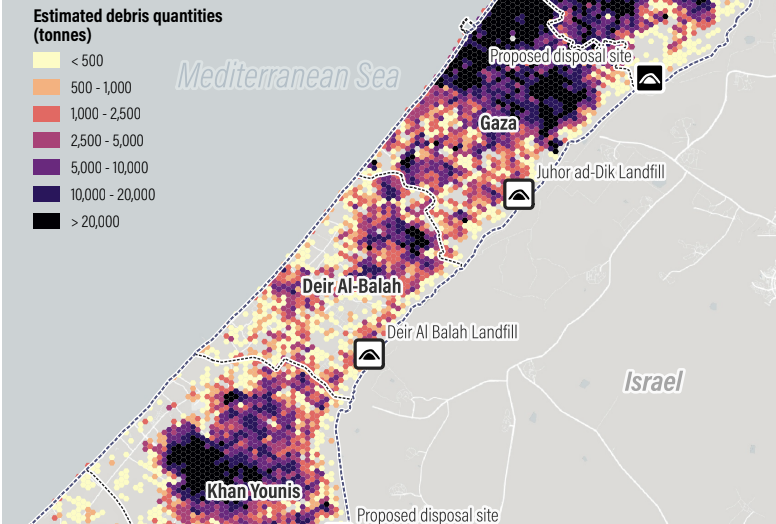 Estimated debris quantities
(tonnes)
< 500
500 - 1,000
1,000 - 2,500
2,500 - 5,000
5,000 - 10,000
10,000 - 20,000
> 20,000
Mediterranean Sea
Proposed disposal site
Gaza
Juhor ad-Dik Landfill
Deir Al-Balah
Deir Al Balah Landfill
Israel
Khan Younis
Proposed disposal site